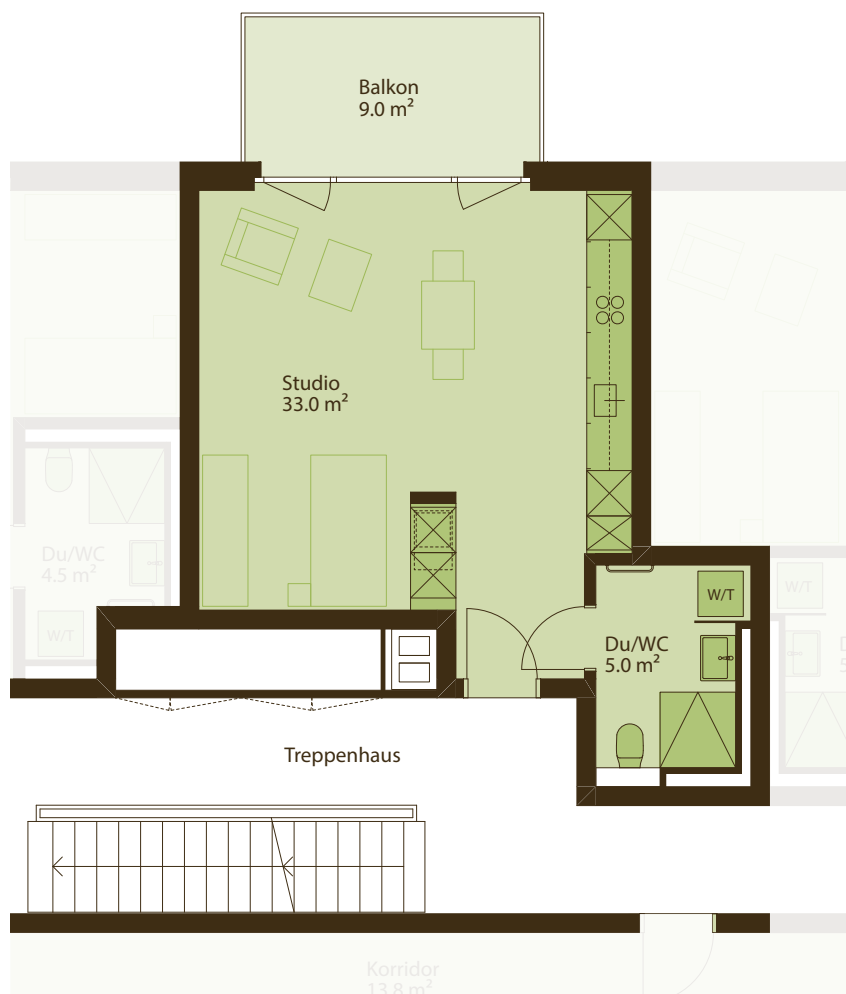 Balkon
9.0 m²
Studio
33.0 m²
Du/WC
4.5 m²
W/T
W/T
Du/WC
5.0 m²
W/T
Treppenhaus
Korridor
13.8 m²